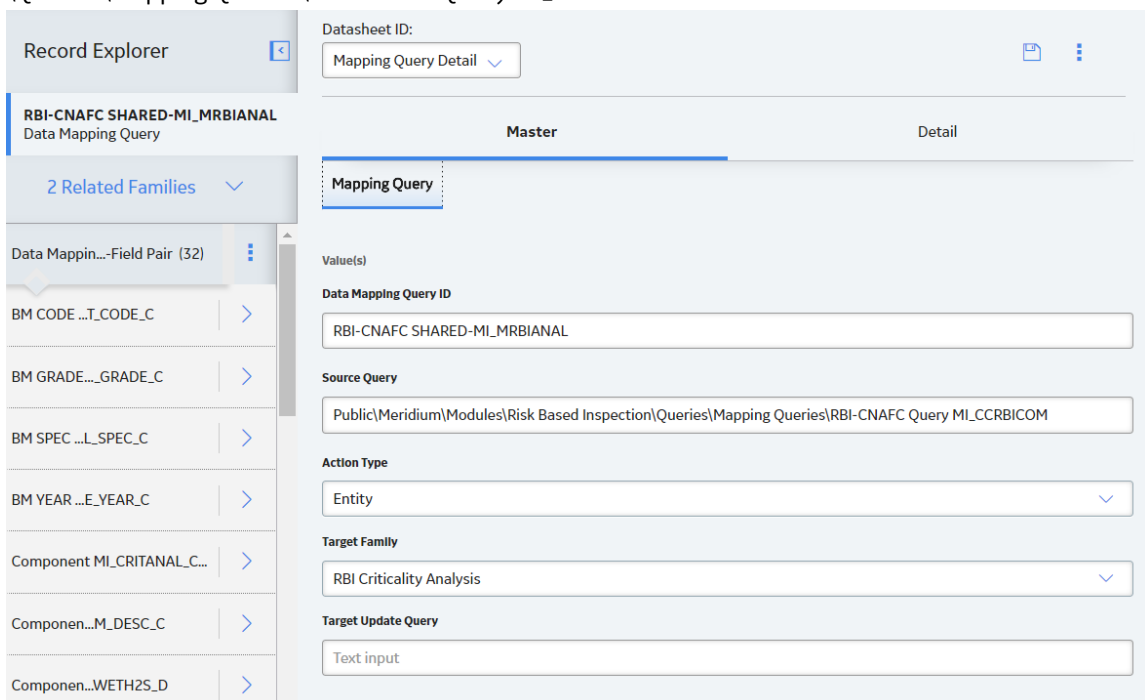 Record Explorer
RBI-CNAFC SHARED-MI_MRBIANAL
Data Mapping Query
2 Related Families
Data Mappin...-Field Pair (32)
BM CODE ...T_CODE_C
BM GRADE..._GRADE_C
BM SPEC ...L_SPEC_C
BM YEAR ...E_YEAR_C
Component MI_CRITANAL_C...
Componen...M_DESC_C
Componen...WETH2S_D
Datasheet ID:
Mapping Query Detail
Master
Detail
Mapping Query
Value(s)
Data Mapping Query ID
RBI-CNAFC SHARED-MI_MRBIANAL
Source Query
Public\Meridium\Modules\Risk Based Inspection\Queries\Mapping Queries\RBI-CNAFC Query MI_CCRBICOM
Action Type
Entity
Target Family
RBI Criticality Analysis
Target Update Query
Text input